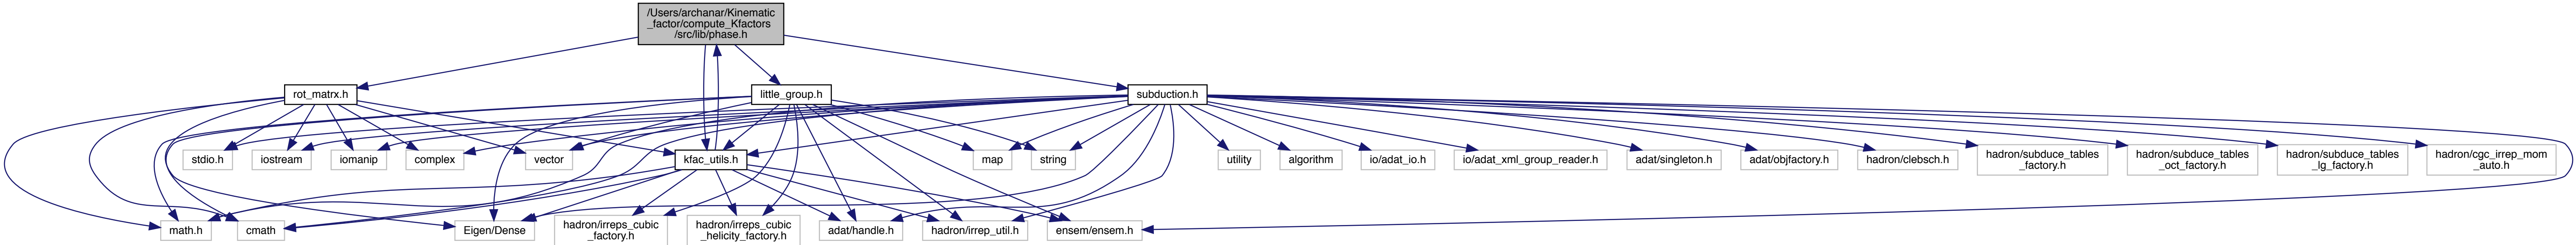 /Users/archanar/Kinematic
_factor/compute_Kfactors
/src/lib/phase.h
rot_matrx.h
little_group.h
subduction.h
stdio.h
iostream
iomanip
complex
vector
kfac_utils.h
map
string
utility
algorithm
io/adat_io.h
io/adat_xml_group_reader.h
adat/singleton.h
adat/objfactory.h
hadron/clebsch.h
hadron/subduce_tables
_factory.h
hadron/subduce_tables
_oct_factory.h
hadron/subduce_tables
_lg_factory.h
hadron/cgc_irrep_mom
_auto.h
math.h
cmath
Eigen/Dense
hadron/irreps_cubic
_factory.h
hadron/irreps_cubic
_helicity_factory.h
adat/handle.h
hadron/irrep_util.h
ensem/ensem.h